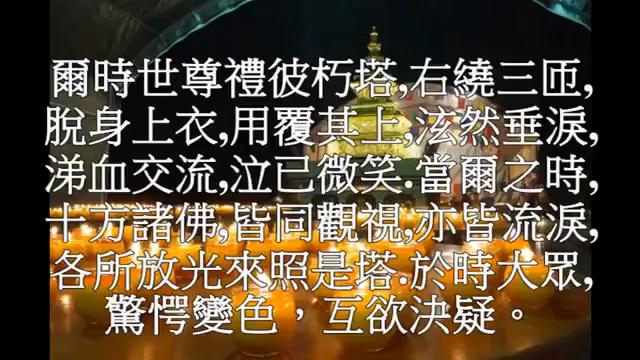 爾時世尊禮彼朽塔,右繞三匝,
脫身上衣,用覆其上,泫然垂淚,
涕血交流,泣已微笑.當爾之時,
十方諸佛,皆同觀視,亦皆流淚,
各所放光來照是塔.於時大眾,
驚愕變色，互欲決疑。